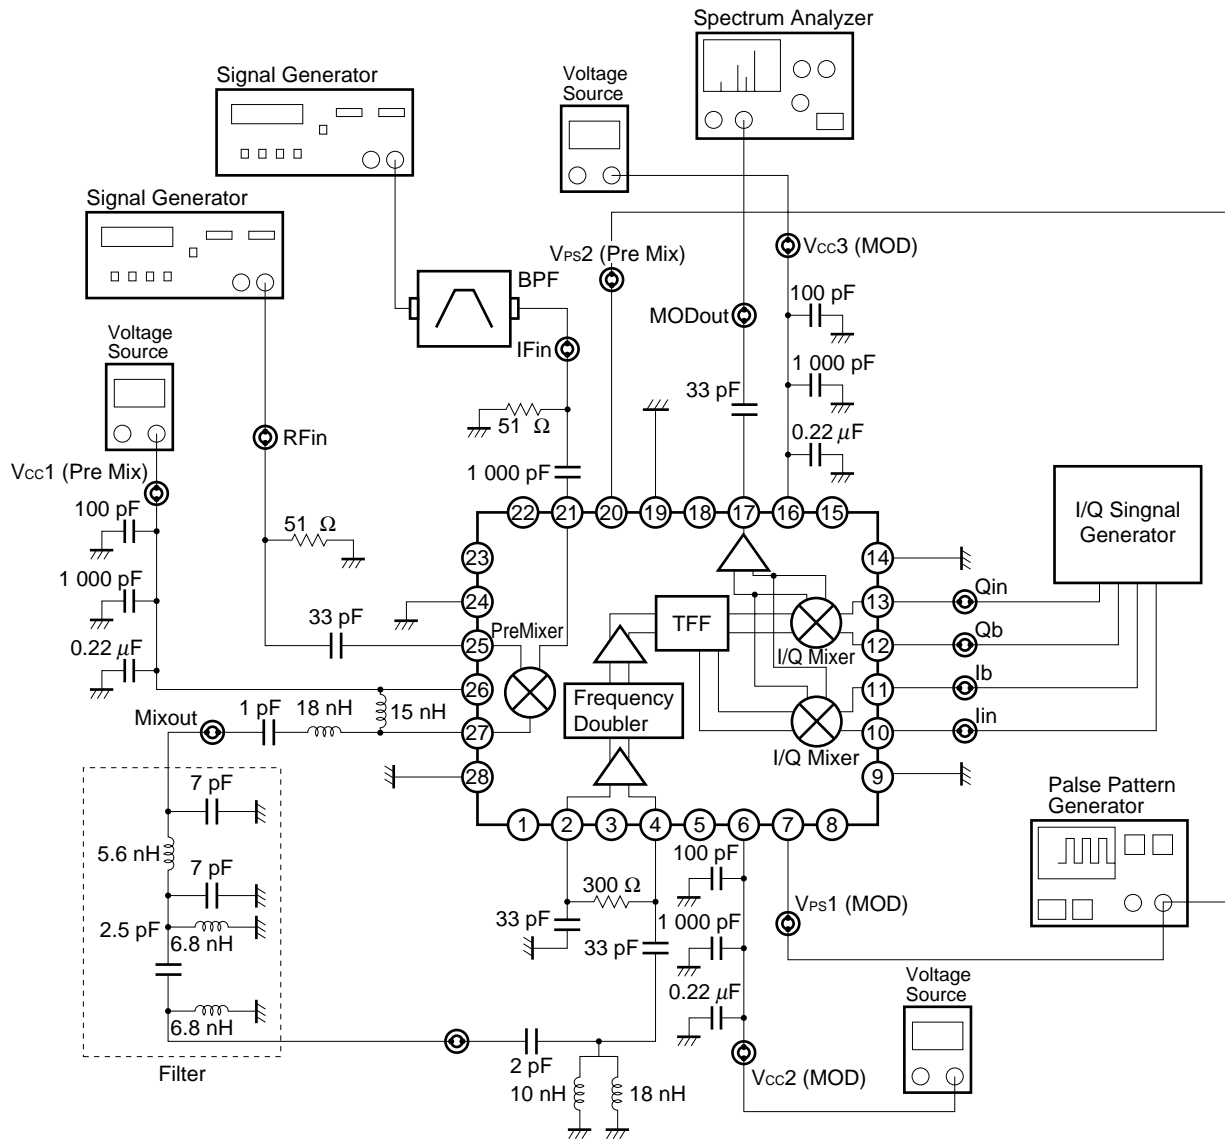 Spectrum Analyzer
Signal Generator
Voltage
Source
Signal Generator
VPS2 (Pre Mix)
VCC3 (MOD)
BPF
100 pF
MODout
Voltage
Source
IFin
1 000 pF
33 pF
51 Ω
RFin
0.22 µF
VCC1 (Pre Mix)
1 000 pF
100 pF
22
21
20
19
18
17
16
15
I/Q Singnal
Generator
51 Ω
23
14
1 000 pF
24
13
Qin
33 pF
25
PreMixer
TFF
12
Qb
0.22 µF
I/Q Mixer
26
Frequency
Doubler
11
Ib
Mixout
1 pF
18 nH
15 nH
27
10
Iin
I/Q Mixer
28
9
7 pF
Palse Pattern
Generator
1
2
3
4
5
6
7
8
5.6 nH
100 pF
7 pF
300 Ω
VPS1 (MOD)
2.5 pF
33 pF
1 000 pF
6.8 nH
33 pF
Voltage
Source
0.22 µF
6.8 nH
2 pF
Filter
VCC2 (MOD)
10 nH
18 nH